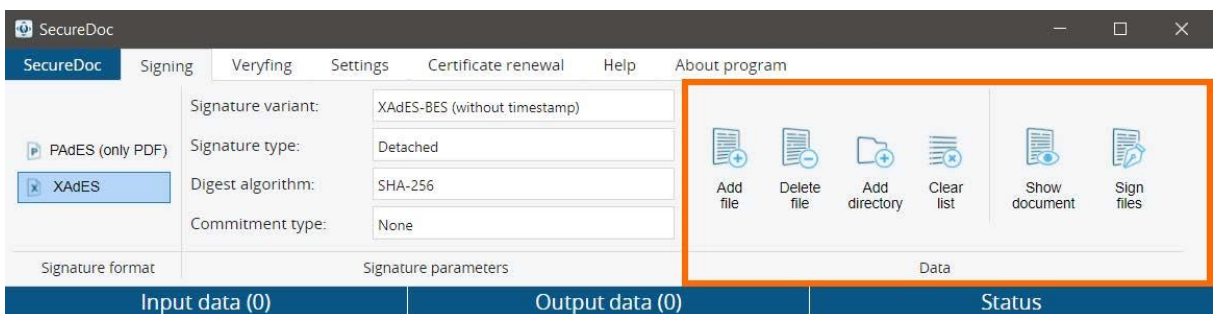 SecureDoc
SecureDoc Signing Veryfing Settings Certificate renewal Help About program
PAdES (only PDF)
XAdES
Signature format
Signature variant: XAdES-BES (without timestamp)
Signature type: Detached
Digest algorithm: SHA-256
Commitment type: None
Signature parameters
Add file
Delete file
Add directory
Clear list
Show document
Sign files
Data
Input data (0) Output data (0) Status